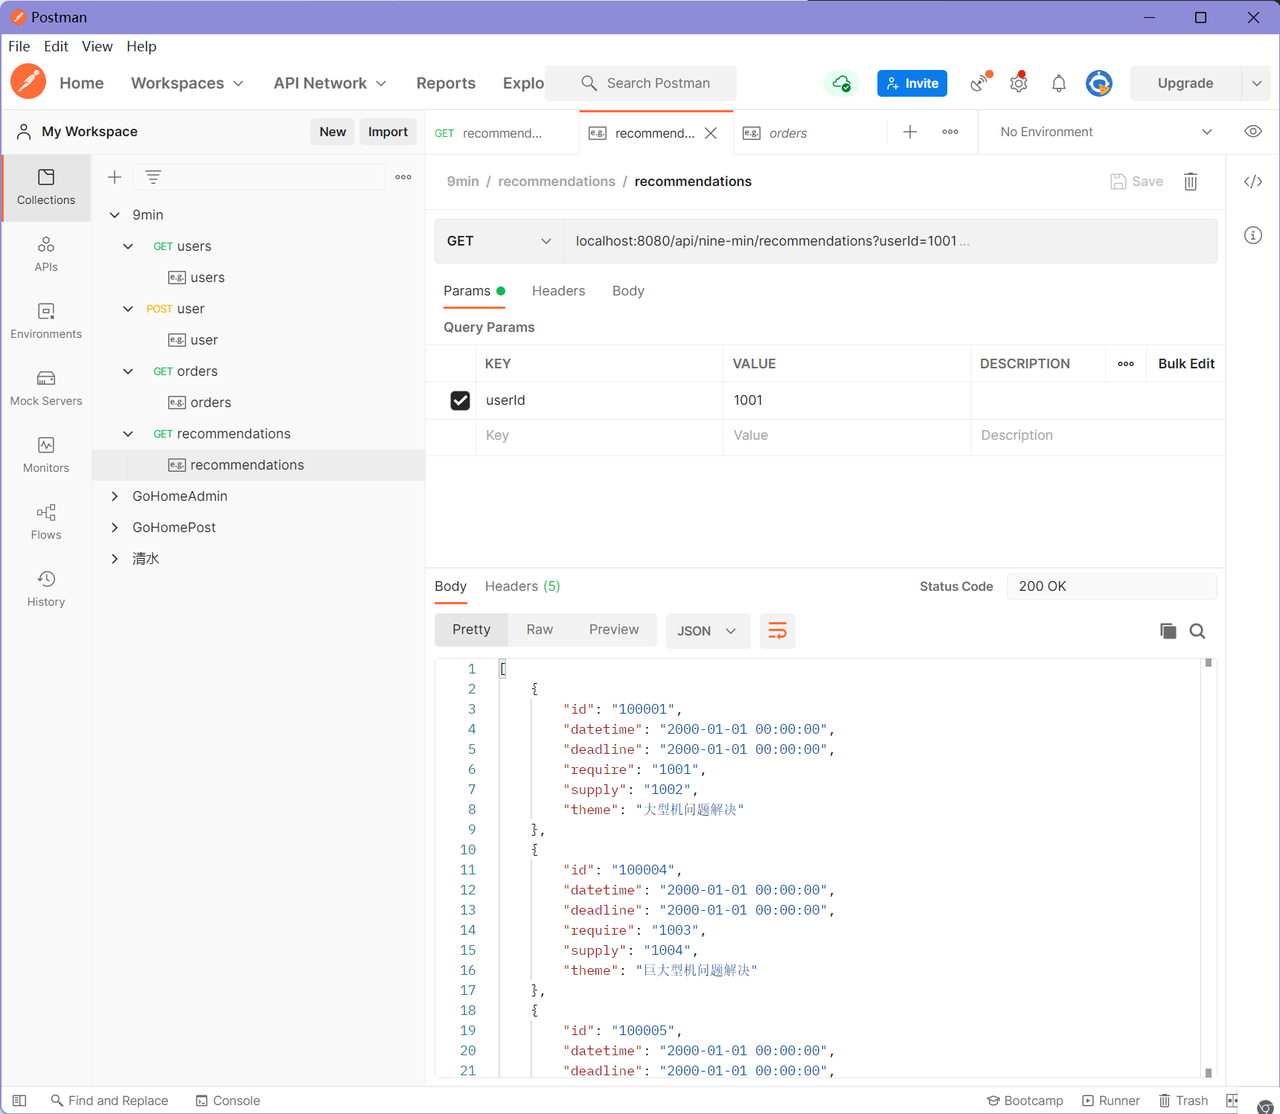 Postman
File Edit View Help
Home Workspaces API Network Reports Explo Search Postman Invite Upgrade
My Workspace New Import
GET recommend... e.g. recommend... e.g. orders No Environment
Collections
APIs
Environments
Mock Servers
Monitors
Flows
History
9min
GET users
e.g. users
POST user
e.g. user
GET orders
e.g. orders
GET recommendations
e.g. recommendations
GoHomeAdmin
GoHomePost
清水
9min / recommendations / recommendations Save
GET localhost:8080/api/nine-min/recommendations?userId=1001 ...
Params Headers Body
Query Params
KEY VALUE DESCRIPTION Bulk Edit
userId 1001
Key Value Description
Body Headers (5) Status Code 200 OK
Pretty Raw Preview JSON
1 [
2 {
3 "id": "100001",
4 "datetime": "2000-01-01 00:00:00",
5 "deadline": "2000-01-01 00:00:00",
6 "require": "1001",
7 "supply": "1002",
8 "theme": "大型机问题解决"
9 },
10 {
11 "id": "100004",
12 "datetime": "2000-01-01 00:00:00",
13 "deadline": "2000-01-01 00:00:00",
14 "require": "1003",
15 "supply": "1004",
16 "theme": "巨大型机问题解决"
17 },
18 {
19 "id": "100005",
20 "datetime": "2000-01-01 00:00:00",
21 "deadline": "2000-01-01 00:00:00",
Find and Replace Console Bootcamp Runner Trash